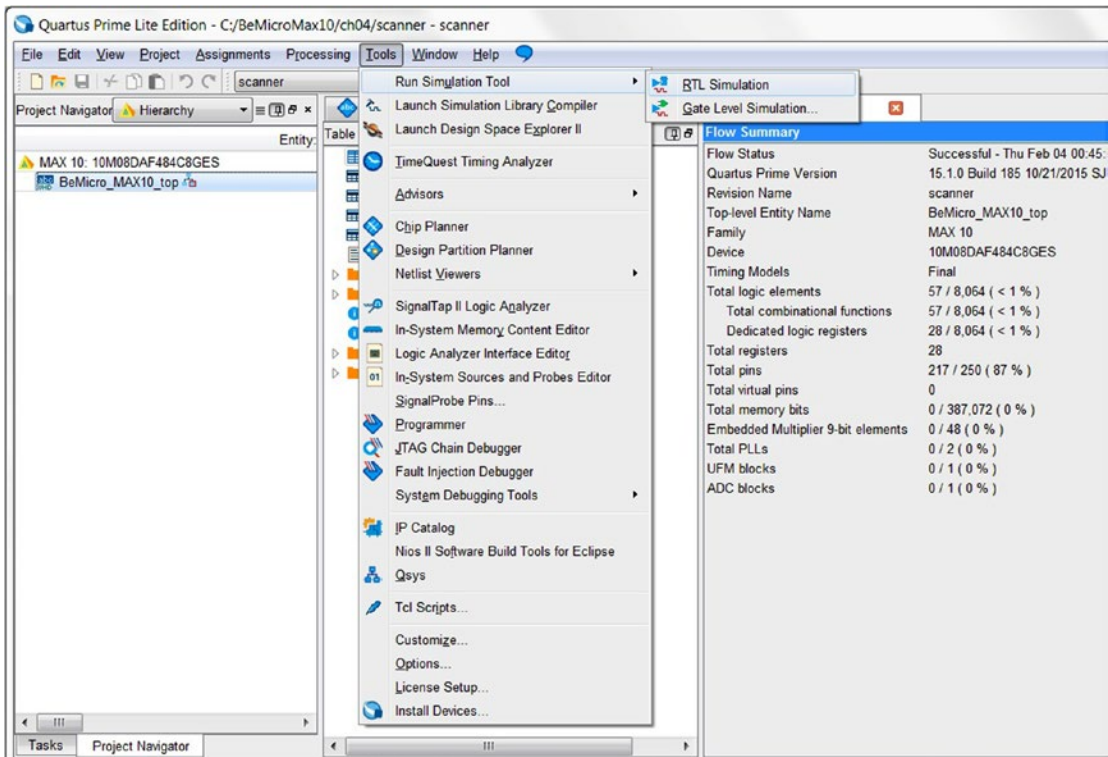 Quartus Prime Lite Edition - C:/BeMicroMax10/ch04/scanner - scanner
File Edit View Project Assignments Processing Tools Window Help
scanner
Project Navigator Hierarchy
Entity:
MAX 10: 10M08DAF484C8GES
BeMicro_MAX10_top
Tasks Project Navigator
Table
Run Simulation Tool
Launch Simulation Library Compiler
Launch Design Space Explorer II
TimeQuest Timing Analyzer
Advisors
Chip Planner
Design Partition Planner
Netlist Viewers
SignalTap II Logic Analyzer
In-System Memory Content Editor
Logic Analyzer Interface Editor
In-System Sources and Probes Editor
SignalProbe Pins...
Programmer
JTAG Chain Debugger
Fault Injection Debugger
System Debugging Tools
IP Catalog
Nios II Software Build Tools for Eclipse
Qsys
Tcl Scripts...
Customize...
Options...
License Setup...
Install Devices...
RTL Simulation
Gate Level Simulation...
Flow Summary
Flow Status Successful - Thu Feb 04 00:45:
Quartus Prime Version 15.1.0 Build 185 10/21/2015 SJ
Revision Name scanner
Top-level Entity Name BeMicro_MAX10_top
Family MAX 10
Device 10M08DAF484C8GES
Timing Models Final
Total logic elements 57 / 8,064 ( < 1 % )
Total combinational functions 57 / 8,064 ( < 1 % )
Dedicated logic registers 28 / 8,064 ( < 1 % )
Total registers 28
Total pins 217 / 250 ( 87 % )
Total virtual pins 0
Total memory bits 0 / 387,072 ( 0 % )
Embedded Multiplier 9-bit elements 0 / 48 ( 0 % )
Total PLLs 0 / 2 ( 0 % )
UFM blocks 0 / 1 ( 0 % )
ADC blocks 0 / 1 ( 0 % )